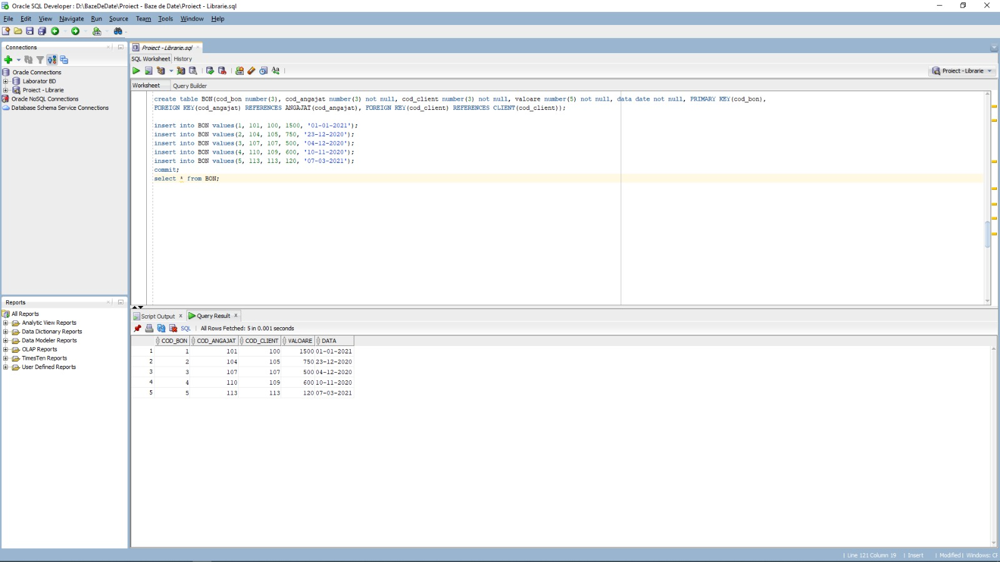 Oracle SQL Developer : D:\BazeDeDate\Proiect - Baze de Date\Proiect - Librarie.sql
File Edit View Navigate Run Source Team Tools Window Help
Connections
Oracle Connections
Laborator BD
Proiect - Librarie
Oracle NoSQL Connections
Database Schema Service Connections
Reports
All Reports
Analytic View Reports
Data Dictionary Reports
Data Modeler Reports
OLAP Reports
TimesTen Reports
User Defined Reports
Proiect - Librarie.sql
SQL Worksheet History
Proiect - Librarie
Worksheet Query Builder
create table BON(cod_bon number(3), cod_angajat number(3) not null, cod_client number(3) not null, valoare number(5) not null, data date not null, PRIMARY KEY(cod_bon),
FOREIGN KEY(cod_angajat) REFERENCES ANGAJAT(cod_angajat), FOREIGN KEY(cod_client) REFERENCES CLIENT(cod_client));
insert into BON values(1, 101, 100, 1500, '01-01-2021');
insert into BON values(2, 104, 105, 750, '23-12-2020');
insert into BON values(3, 107, 107, 500, '04-12-2020');
insert into BON values(4, 110, 109, 600, '10-11-2020');
insert into BON values(5, 113, 113, 120, '07-03-2021');
commit;
select * from BON;
Script Output Query Result
SQL | All Rows Fetched: 5 in 0.001 seconds
COD_BON COD_ANGAJAT COD_CLIENT VALOARE DATA
1 1 101 100 1500 01-01-2021
2 2 104 105 750 23-12-2020
3 3 107 107 500 04-12-2020
4 4 110 109 600 10-11-2020
5 5 113 113 120 07-03-2021
| Line 121 Column 19 | Insert | Modified | Windows: CF